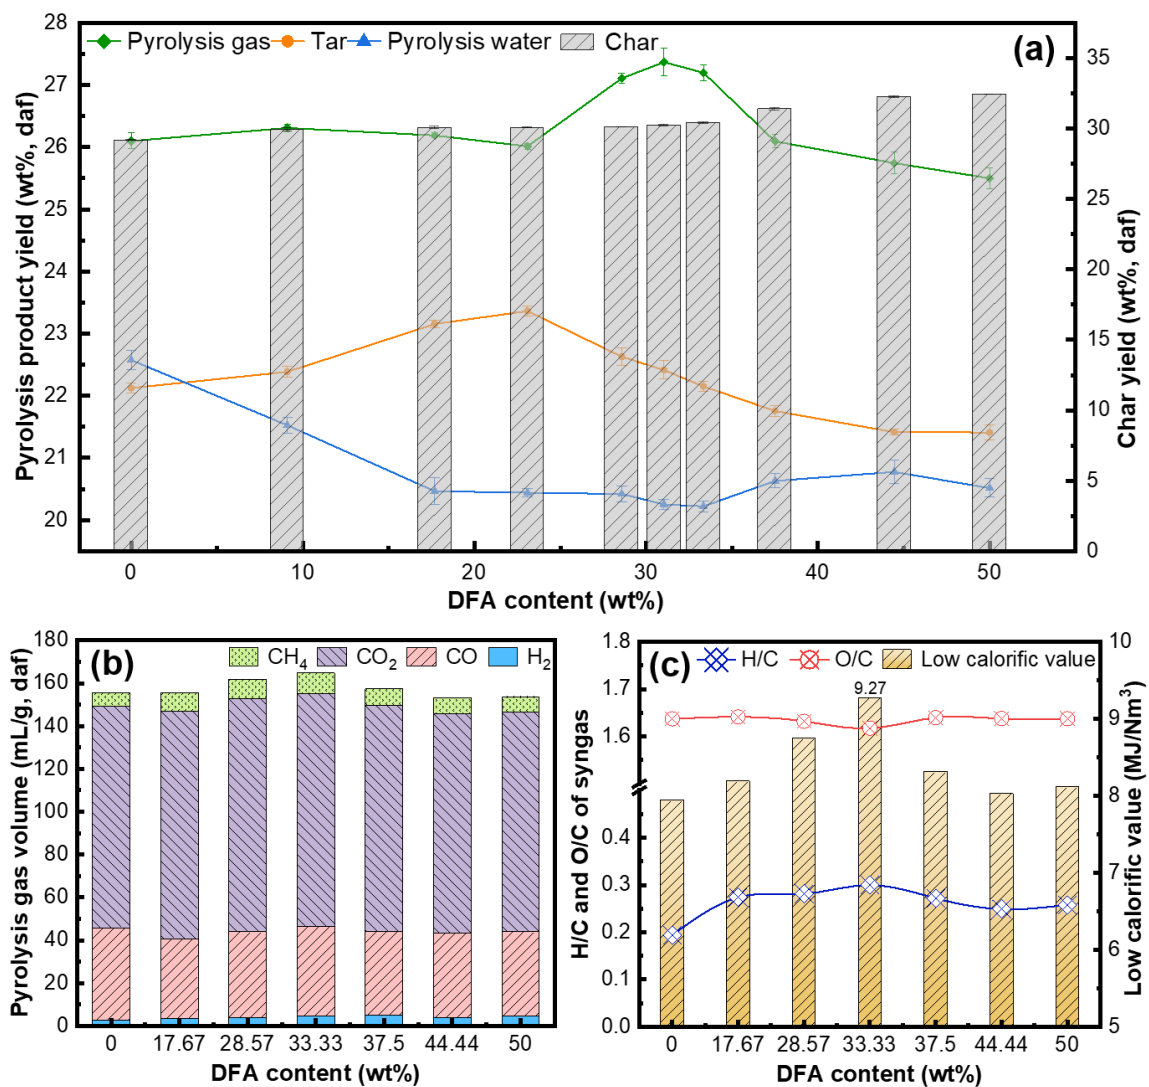 Pyrolysis gas Tar Pyrolysis water Char
(a)
Pyrolysis product yield (wt%, daf)
28
27
26
25
24
23
22
21
20
Char yield (wt%, daf)
35
30
25
20
15
10
5
0
0 10 20 30 40 50
DFA content (wt%)
(b)
CH₄ CO₂ CO H₂
Pyrolysis gas volume (mL/g, daf)
180
160
140
120
100
80
60
40
20
0
0 17.67 28.57 33.33 37.5 44.44 50
DFA content (wt%)
(c)
H/C O/C Low calorific value
9.27
H/C and O/C of syngas
1.8
1.7
1.6
0.4
0.3
0.2
0.1
0.0
Low calorific value (MJ/Nm³)
10
9
8
7
6
5
0 17.67 28.57 33.33 37.5 44.44 50
DFA content (wt%)